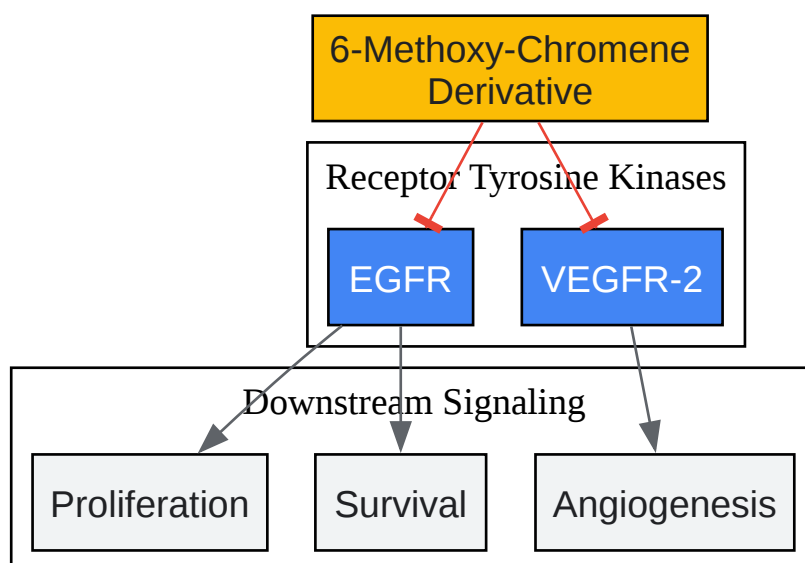 6-Methoxy-Chromene
Derivative
Receptor Tyrosine Kinases
EGFR
VEGFR-2
Downstream Signaling
Proliferation
Survival
Angiogenesis